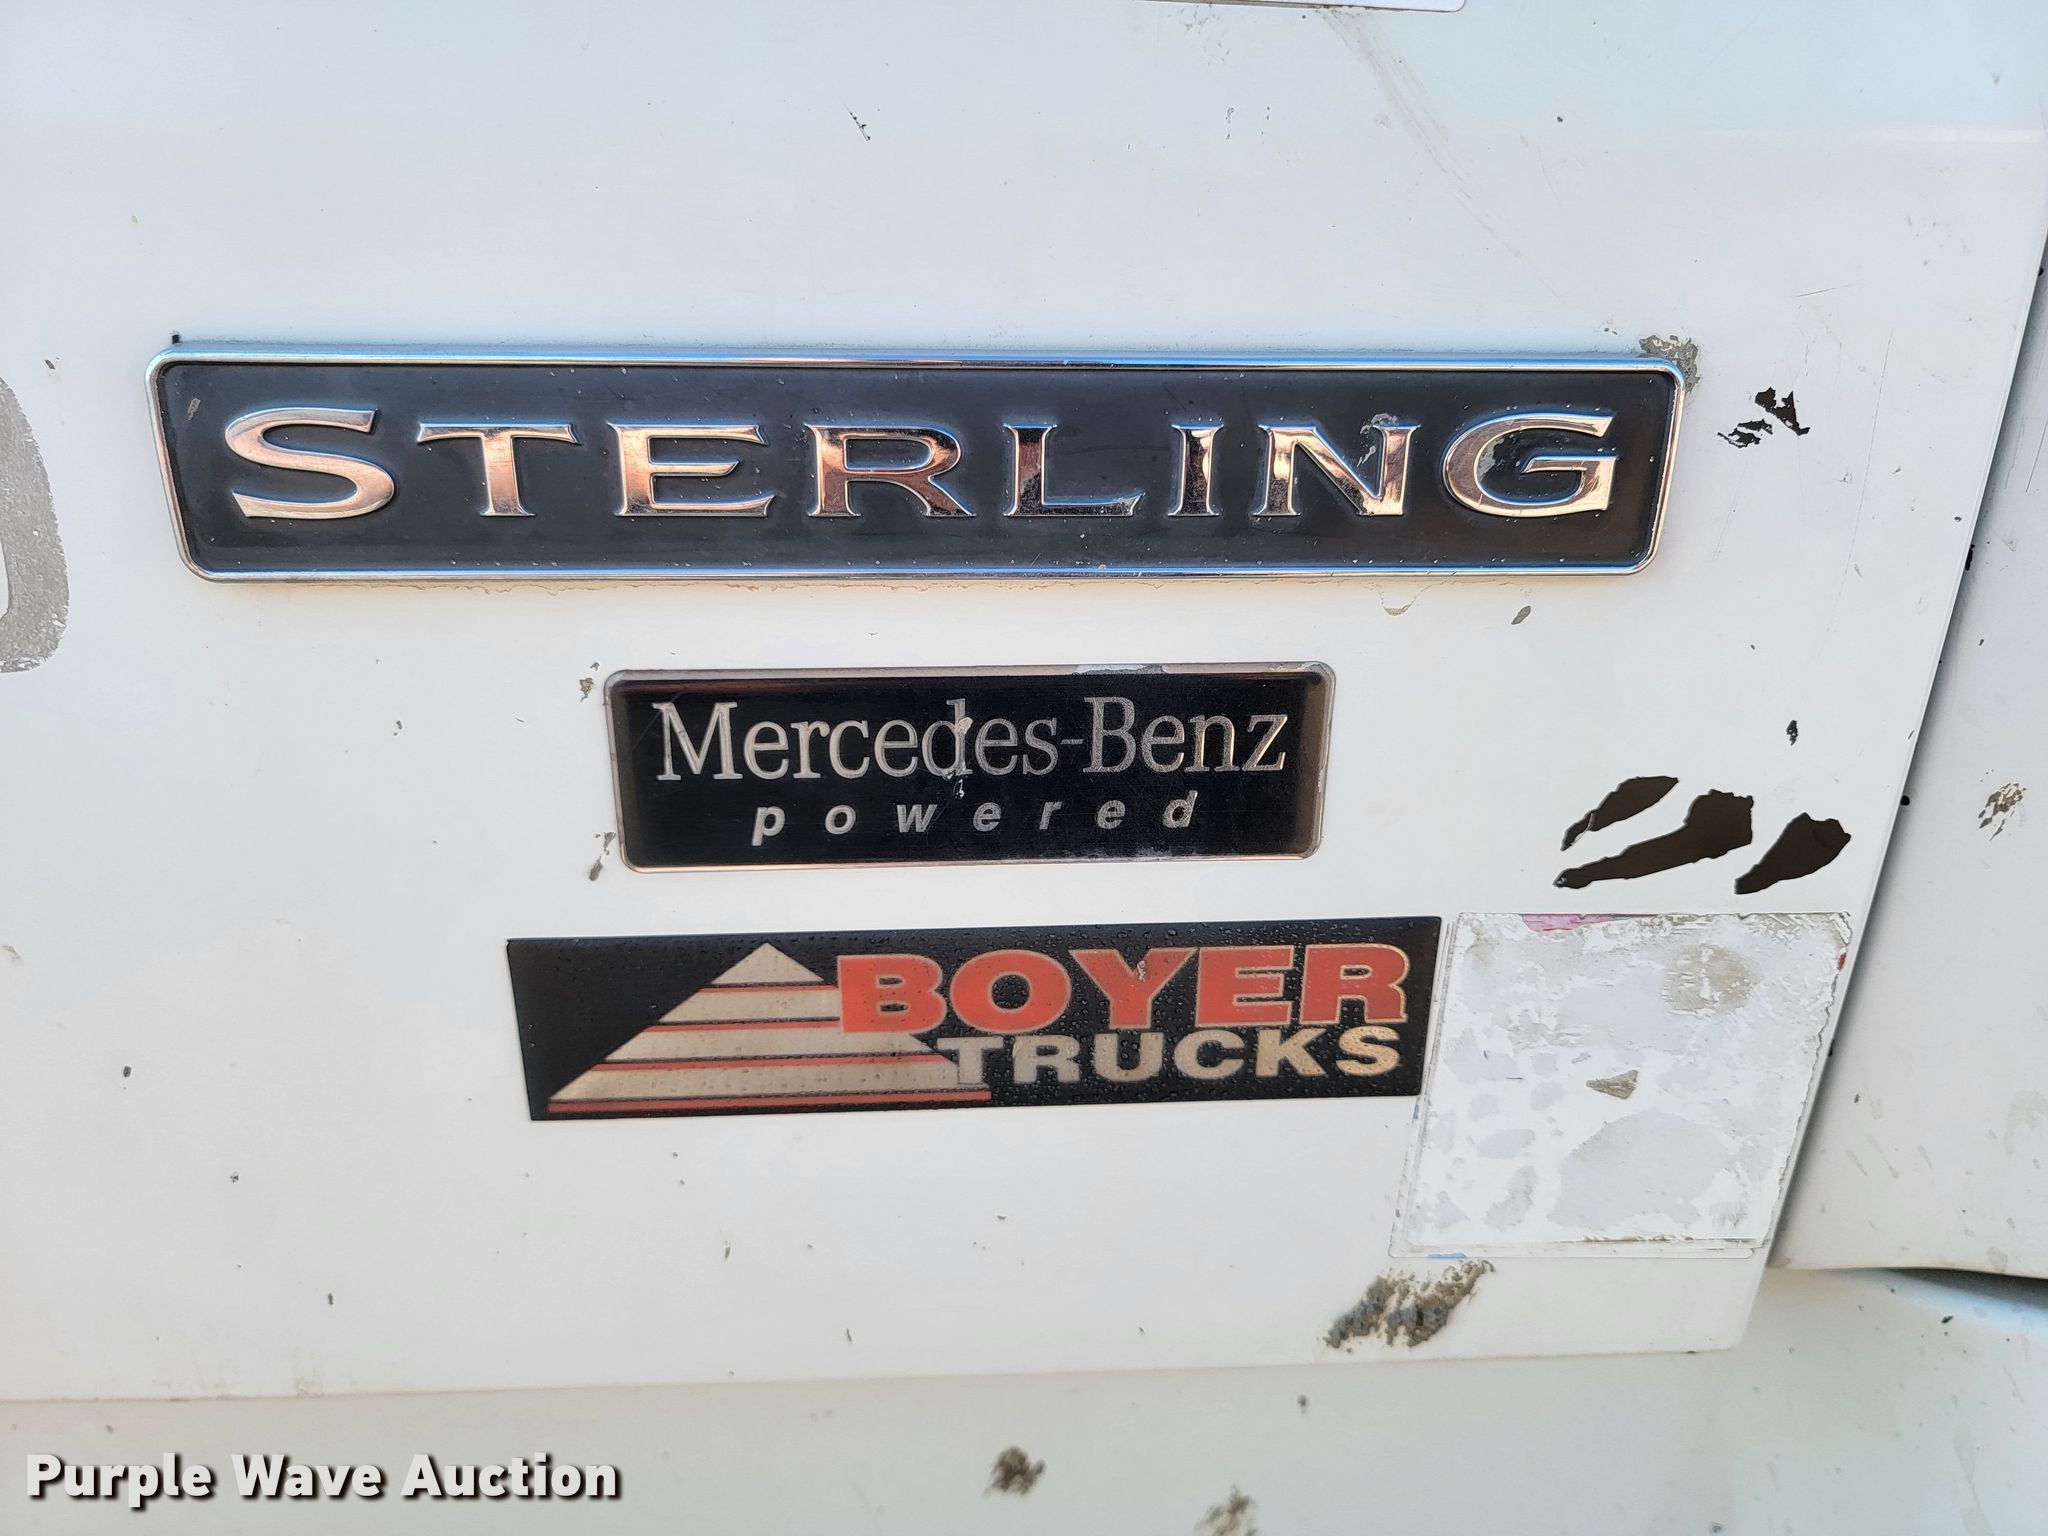 STERLING
Mercedes-Benz
powered
BOYER
TRUCKS
Purple Wave Auction